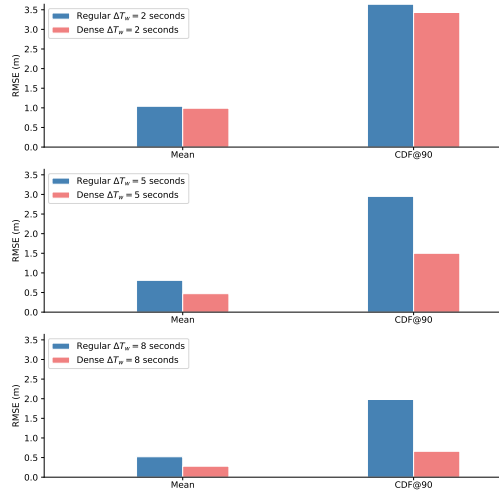 3.5
3.0
2.5
2.0
1.5
1.0
0.5
0.0
RMSE (m)
Regular ΔT_w = 2 seconds
Dense ΔT_w = 2 seconds
Mean CDF@90
3.5
3.0
2.5
2.0
1.5
1.0
0.5
0.0
RMSE (m)
Regular ΔT_w = 5 seconds
Dense ΔT_w = 5 seconds
Mean CDF@90
3.5
3.0
2.5
2.0
1.5
1.0
0.5
0.0
RMSE (m)
Regular ΔT_w = 8 seconds
Dense ΔT_w = 8 seconds
Mean CDF@90